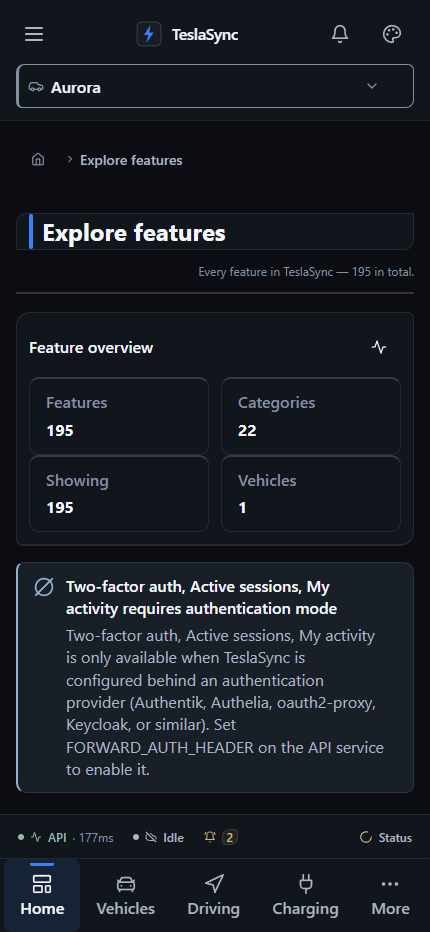 TeslaSync
Aurora
Explore features
Explore features
Every feature in TeslaSync — 195 in total.
Feature overview
Features
195
Categories
22
Showing
195
Vehicles
1
Two-factor auth, Active sessions, My
activity requires authentication mode
Two-factor auth, Active sessions, My activity
is only available when TeslaSync is
configured behind an authentication
provider (Authentik, Authelia, oauth2-proxy,
Keycloak, or similar). Set
FORWARD_AUTH_HEADER on the API service
to enable it.
API · 177ms
Idle
2
Status
Home
Vehicles
Driving
Charging
More